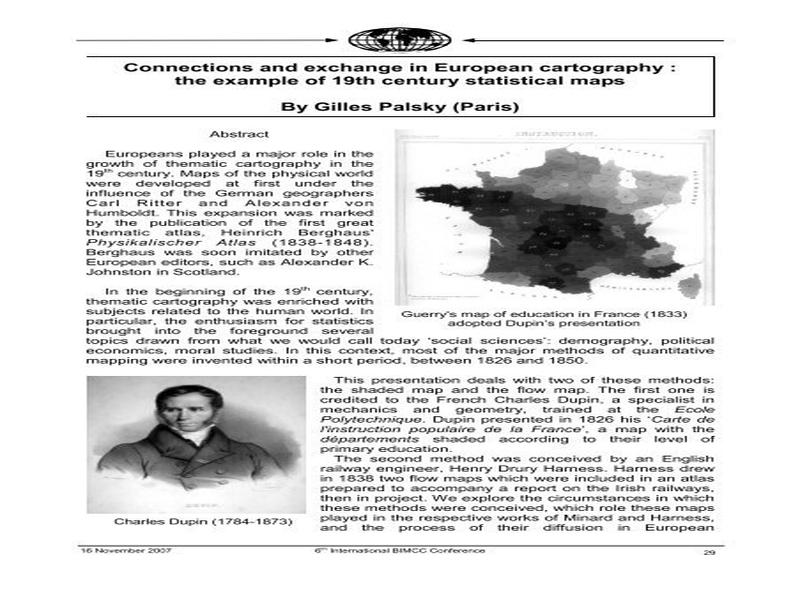 Connections and exchange in European cartography :
the example of 19th century statistical maps
By Gilles Palsky (Paris)
Abstract
Europeans played a major role in the
growth of thematic cartography in the
19th century. Maps of the physical world
were developed at first under the
influence of the German geographers
Carl Ritter and Alexander von
Humboldt. This expansion was marked
by the publication of the first great
thematic atlas, Heinrich Berghaus'
Physikalischer Atlas (1838-1848).
Berghaus was soon imitated by other
European editors, such as Alexander K.
Johnston in Scotland.
INSTRUCTION.
Guerry's map of education in France (1833)
adopted Dupin's presentation
In the beginning of the 19th century,
thematic cartography was enriched with
subjects related to the human world. In
particular, the enthusiasm for statistics
brought into the foreground several
topics drawn from what we would call today 'social sciences': demography, political
economics, moral studies. In this context, most of the major methods of quantitative
mapping were invented within a short period, between 1826 and 1850.
DUPIN.
Charles Dupin (1784-1873)
This presentation deals with two of these methods:
the shaded map and the flow map. The first one is
credited to the French Charles Dupin, a specialist in
mechanics and geometry, trained at the Ecole
Polytechnique. Dupin presented in 1826 his 'Carte de
l'instruction populaire de la France', a map with the
départements shaded according to their level of
primary education.
The second method was conceived by an English
railway engineer, Henry Drury Harness. Harness drew
in 1838 two flow maps which were included in an atlas
prepared to accompany a report on the Irish railways,
then in project. We explore the circumstances in which
these methods were conceived, which role these maps
played in the respective works of Minard and Harness,
and the process of their diffusion in European
16 November 2007
6th International BIMCC Conference
29